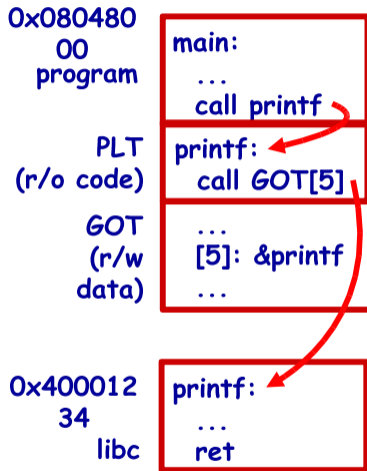 0x080480
00
program
main:
...
call printf
PLT
(r/o code)
printf:
call GOT[5]
GOT
(r/w
data)
...
[5]: &printf
...
0x400012
34
libc
printf:
...
ret